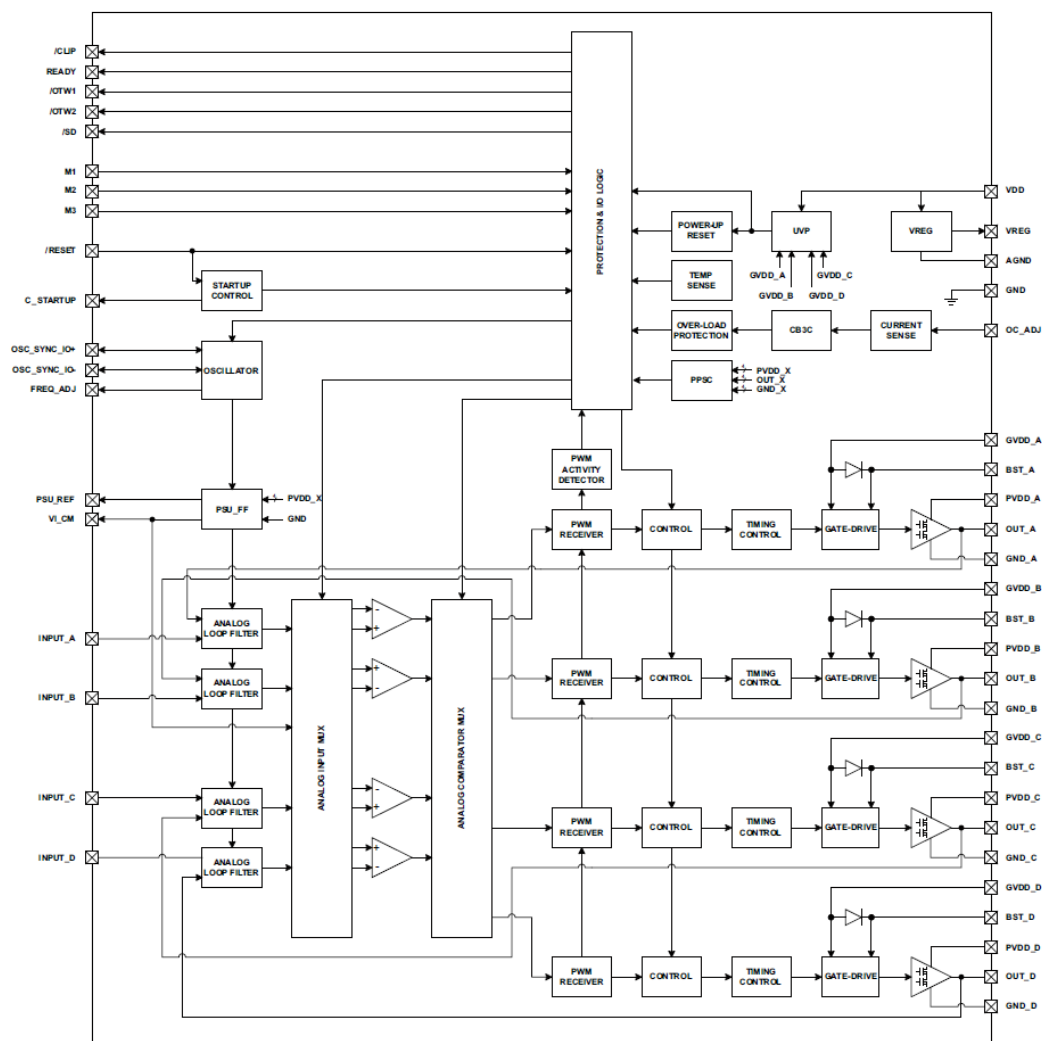 /CLIP
READY
/OTW1
/OTW2
/SD
M1
M2
M3
/RESET
C_STARTUP
OSC_SYNC_IO+
OSC_SYNC_IO-
FREQ_ADJ
PSU_REF
VI_CM
INPUT_A
INPUT_B
INPUT_C
INPUT_D
STARTUP
CONTROL
OSCILLATOR
PSU_FF
PVDD_X
GND
ANALOG
LOOP FILTER
ANALOG
LOOP FILTER
ANALOG
LOOP FILTER
ANALOG
LOOP FILTER
ANALOG INPUT MUX
-
+
+
-
-
+
+
-
ANALOG COMPARATOR MUX
PROTECTION & I/O LOGIC
POWER-UP
RESET
UVP
VREG
GVDD_A
GVDD_C
GVDD_B
GVDD_D
TEMP
SENSE
OVER-LOAD
PROTECTION
CB3C
CURRENT
SENSE
PPSC
PVDD_X
OUT_X
GND_X
PWM
ACTIVITY
DETECTOR
PWM
RECEIVER
CONTROL
TIMING
CONTROL
GATE-DRIVE
PWM
RECEIVER
CONTROL
TIMING
CONTROL
GATE-DRIVE
PWM
RECEIVER
CONTROL
TIMING
CONTROL
GATE-DRIVE
PWM
RECEIVER
CONTROL
TIMING
CONTROL
GATE-DRIVE
VDD
VREG
AGND
GND
OC_ADJ
GVDD_A
BST_A
PVDD_A
OUT_A
GND_A
GVDD_B
BST_B
PVDD_B
OUT_B
GND_B
GVDD_C
BST_C
PVDD_C
OUT_C
GND_C
GVDD_D
BST_D
PVDD_D
OUT_D
GND_D